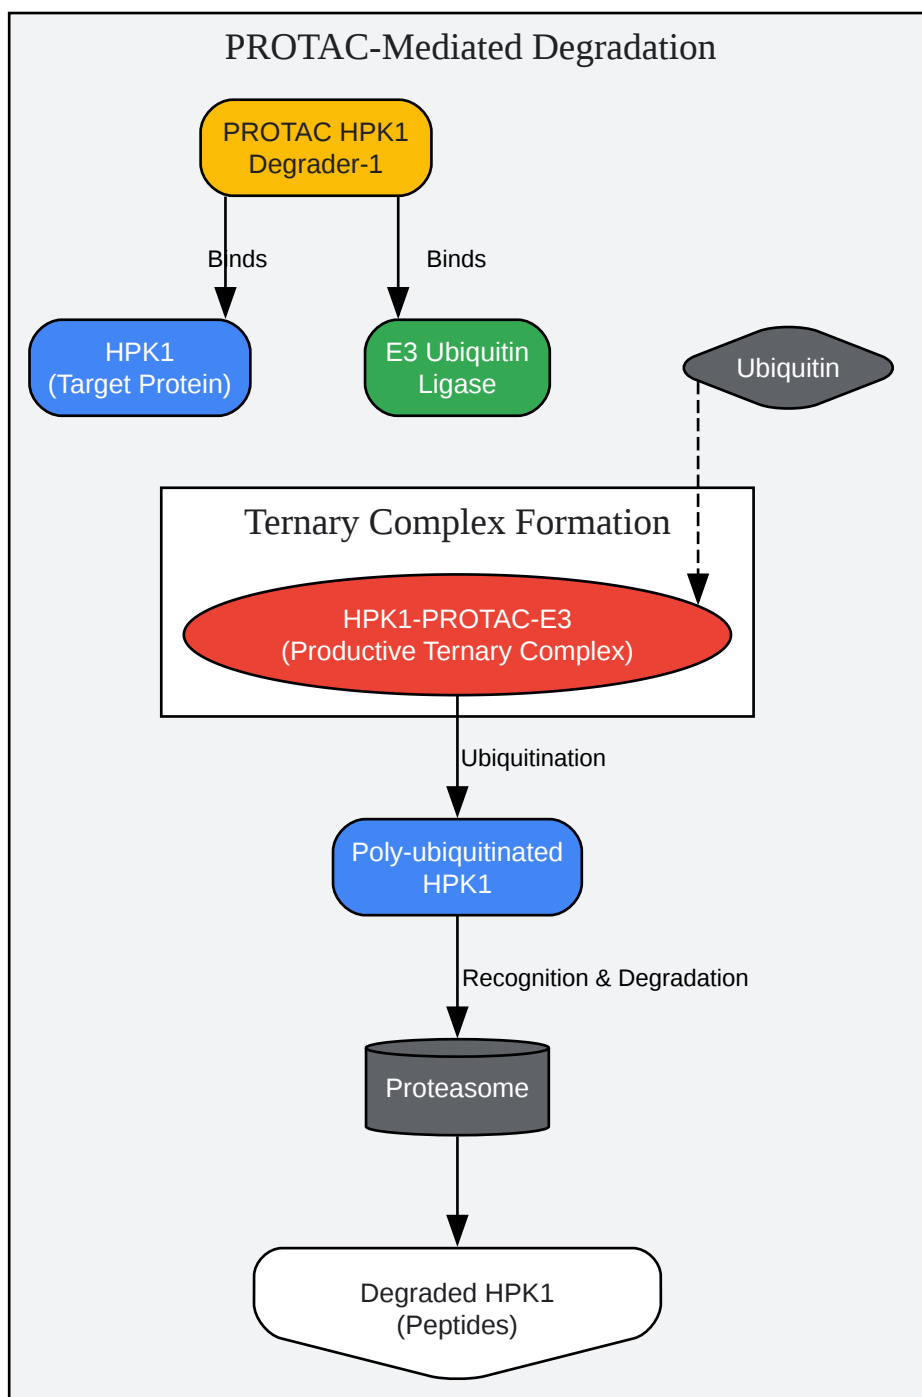 PROTAC-Mediated Degradation
PROTAC HPK1
Degrader-1
Binds
Binds
HPK1
(Target Protein)
E3 Ubiquitin
Ligase
Ubiquitin
Ternary Complex Formation
HPK1-PROTAC-E3
(Productive Ternary Complex)
Ubiquitination
Poly-ubiquitinated
HPK1
Recognition & Degradation
Proteasome
Degraded HPK1
(Peptides)